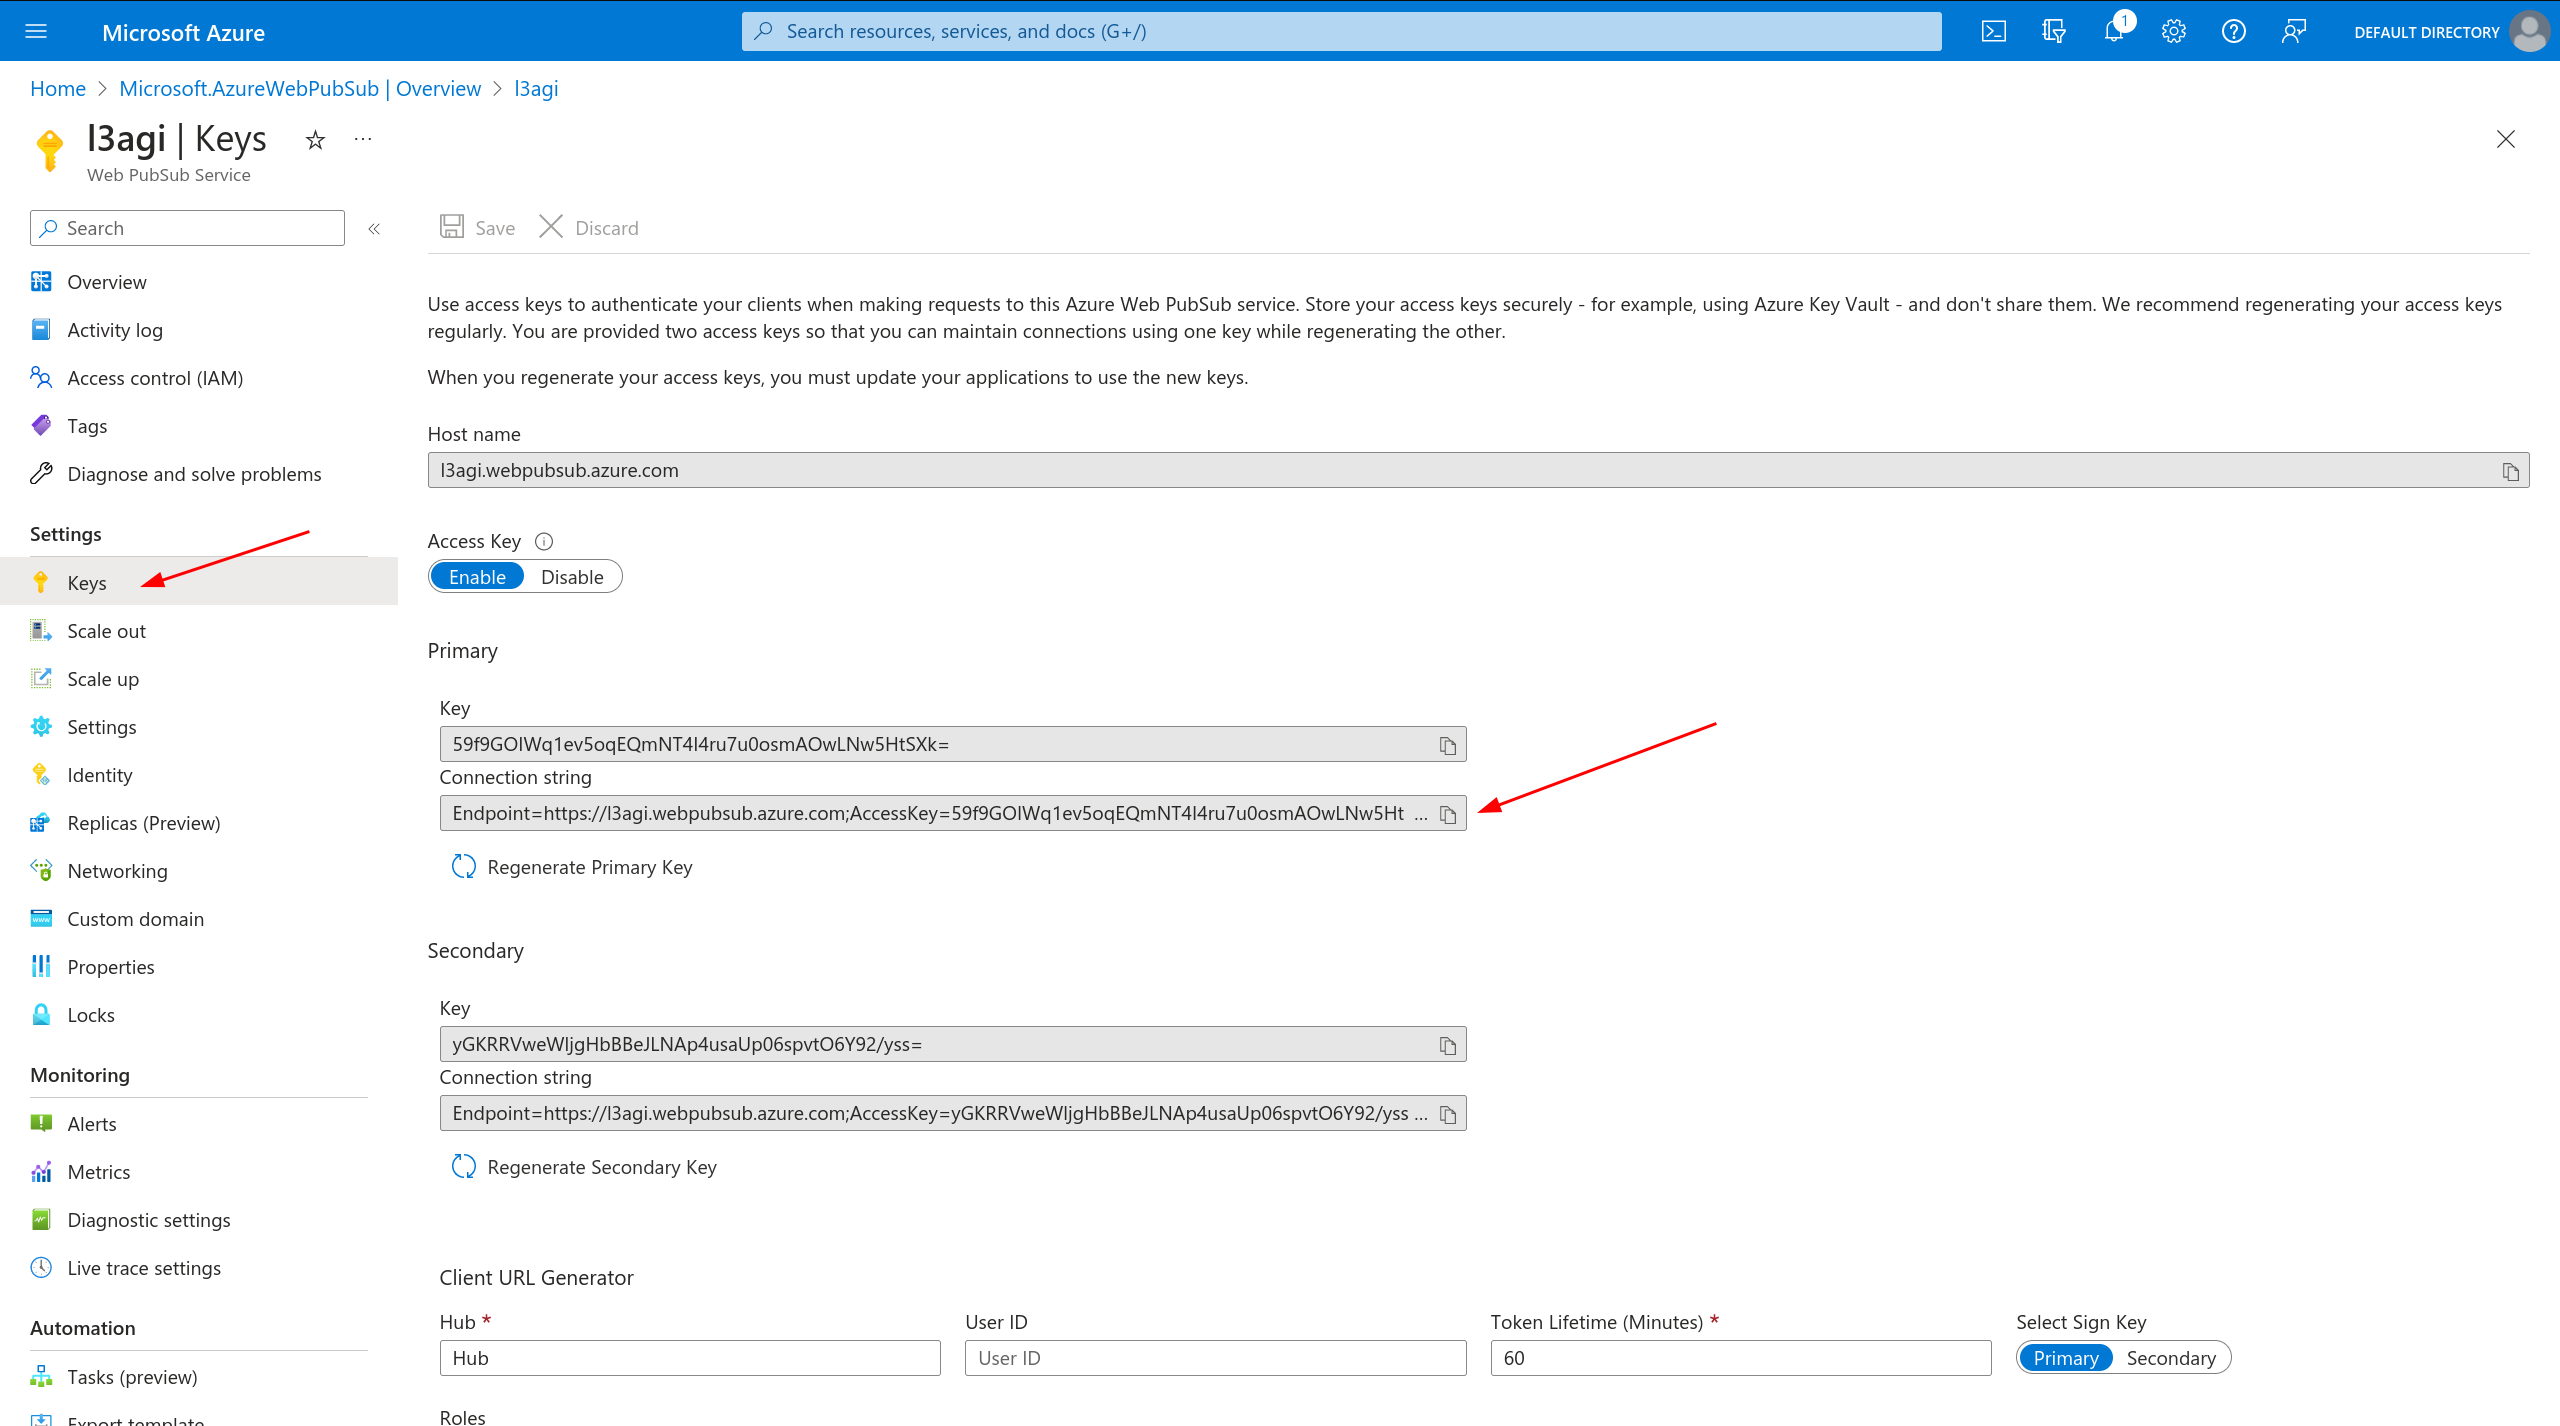 Microsoft Azure
Search resources, services, and docs (G+/)
1
DEFAULT DIRECTORY
Home > Microsoft.AzureWebPubSub | Overview > l3agi
l3agi | Keys
Web PubSub Service
Search
Save
Discard
Overview
Activity log
Access control (IAM)
Tags
Diagnose and solve problems
Settings
Keys
Scale out
Scale up
Settings
Identity
Replicas (Preview)
Networking
Custom domain
Properties
Locks
Monitoring
Alerts
Metrics
Diagnostic settings
Live trace settings
Automation
Tasks (preview)
Export template
Use access keys to authenticate your clients when making requests to this Azure Web PubSub service. Store your access keys securely - for example, using Azure Key Vault - and don't share them. We recommend regenerating your access keys
regularly. You are provided two access keys so that you can maintain connections using one key while regenerating the other.
When you regenerate your access keys, you must update your applications to use the new keys.
Host name
l3agi.webpubsub.azure.com
Access Key
Enable Disable
Primary
Key
59f9GOIWq1ev5oqEQmNT4I4ru7u0osmAOwLNw5HtSXk=
Connection string
Endpoint=https://l3agi.webpubsub.azure.com;AccessKey=59f9GOIWq1ev5oqEQmNT4I4ru7u0osmAOwLNw5Ht ...
Regenerate Primary Key
Secondary
Key
yGKRRVweWljgHbBBeJLNAp4usaUp06spvtO6Y92/yss=
Connection string
Endpoint=https://l3agi.webpubsub.azure.com;AccessKey=yGKRRVweWljgHbBBeJLNAp4usaUp06spvtO6Y92/yss ...
Regenerate Secondary Key
Client URL Generator
Hub *
Hub
User ID
User ID
Token Lifetime (Minutes) *
60
Select Sign Key
Primary Secondary
Roles